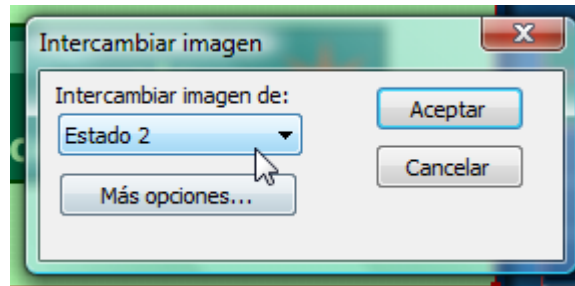 Intercambiar imagen
Intercambiar imagen de:
Estado 2
Más opciones...
Aceptar
Cancelar